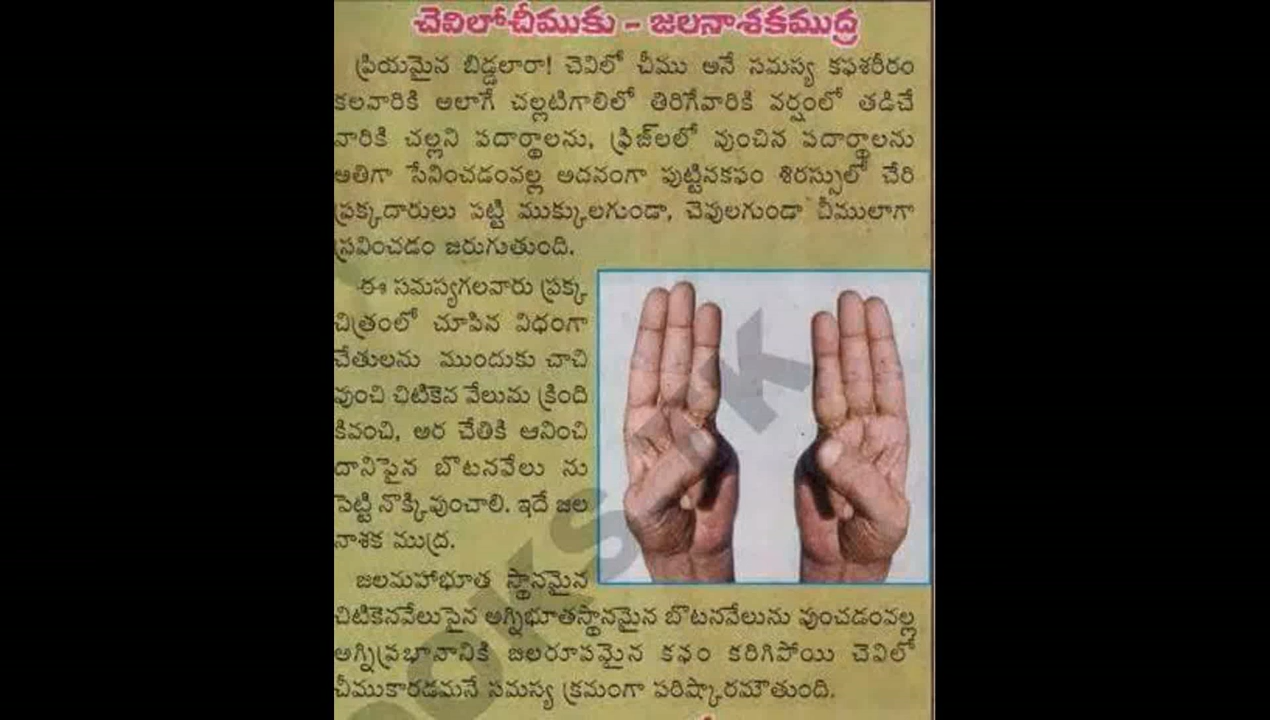 చెవిలోచీముకు – జలనాశకముద్ర
ప్రియమైన బిడ్డలారా! చెవిలో చీము అనే సమస్య కఫశరీరం
కలవారికి అలాగే చల్లటిగాలిలో తిరిగేవారికి వర్షంలో తడిచే
వారికి చల్లని పదార్థాలను, ఫ్రిజ్‌లలో వుంచిన పదార్థాలను
అతిగా సేవించడంవల్ల అదనంగా పుట్టినకఫం శిరస్సులో చేరి
ప్రక్కదారులు పట్టి ముక్కులగుండా, చెవులగుండా చీములాగా
స్రవించడం జరుగుతుంది.
ఈ సమస్యగలవారు ప్రక్క
చిత్రంలో చూపిన విధంగా
చేతులను ముందుకు చాచి
వుంచి చిటికెన వేలును క్రింది
కివంచి, అర చేతికి ఆనించి
దానిపైన బొటనవేలు ను
పెట్టి నొక్కివుంచాలి. ఇదే జల
నాశక ముద్ర.
జలమహాభూత స్థానమైన
చిటికెనవేలుపైన అగ్నిభూతస్థానమైన బొటనవేలును వుంచడంవల్ల
అగ్నిప్రభావానికి జలరూపమైన కఫం కరిగిపోయి చెవిలో
చీముకారడమనే సమస్య క్రమంగా పరిష్కారమౌతుంది.